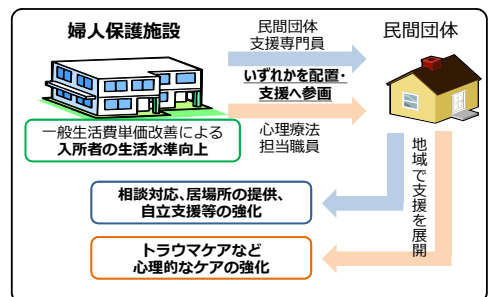 婦人保護施設
民間団体
支援専門員
民間団体
いずれかを配置・
支援へ参画
心理療法
担当職員
一般生活費単価改善による
入所者の生活水準向上
地域で支援を展開
相談対応、居場所の提供、
自立支援等の強化
トラウマケアなど
心理的なケアの強化